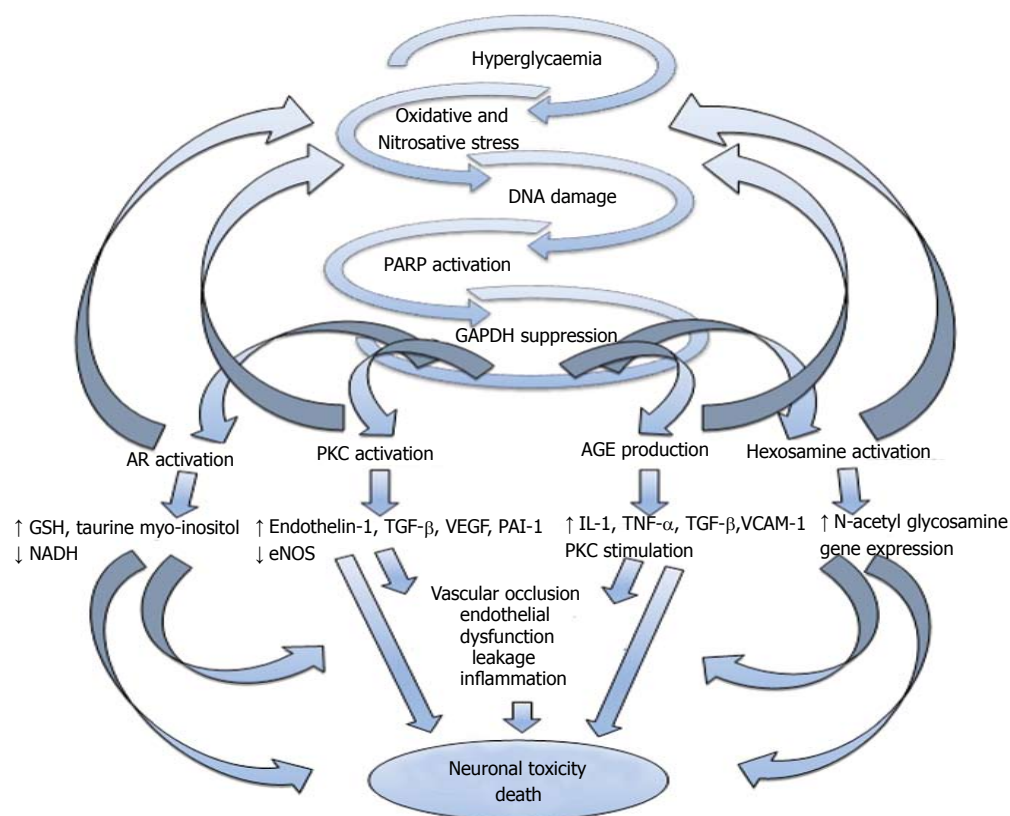 Hyperglycaemia
Oxidative and
Nitrosative stress
DNA damage
PARP activation
GAPDH suppression
AR activation
PKC activation
AGE production
Hexosamine activation
↑ GSH, taurine myo-inositol
↓ NADH
↑ Endothelin-1, TGF-β, VEGF, PAI-1
↓ eNOS
↑ IL-1, TNF-α, TGF-β,VCAM-1
PKC stimulation
↑ N-acetyl glycosamine
gene expression
Vascular occlusion
endothelial
dysfunction
leakage
inflammation
Neuronal toxicity
death